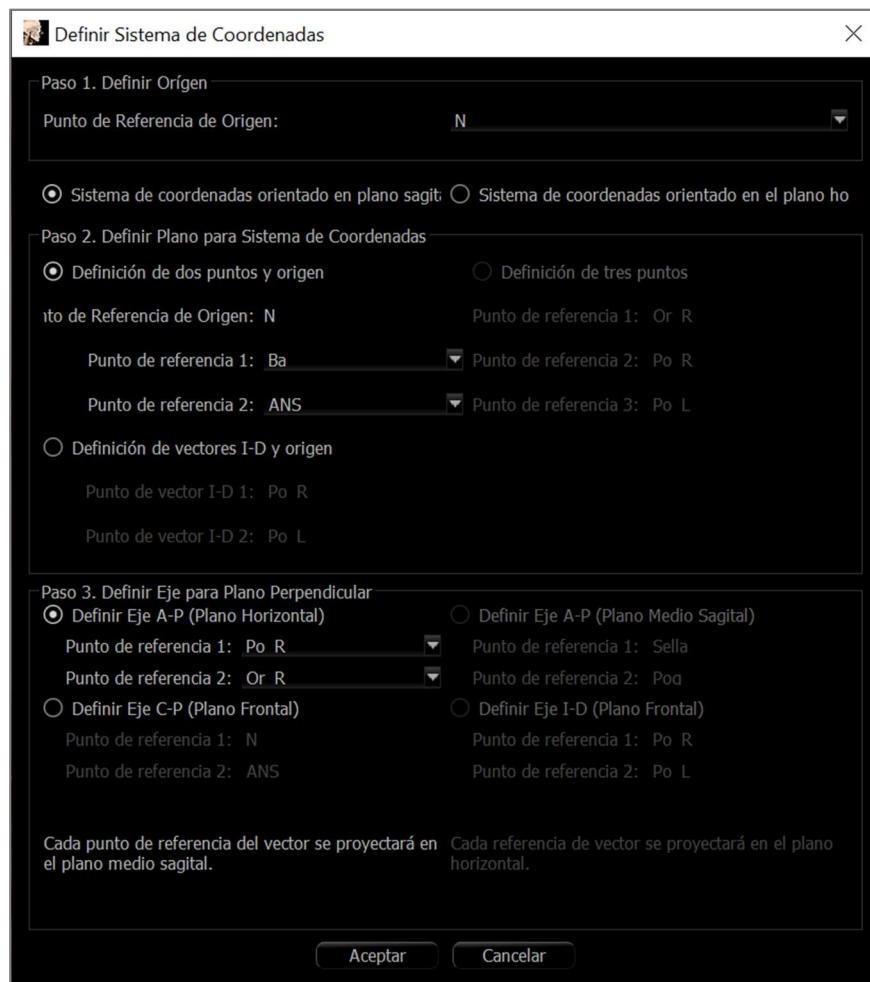 Definir Sistema de Coordenadas
Paso 1. Definir Orígen
Punto de Referencia de Origen: N
Sistema de coordenadas orientado en plano sagit
Sistema de coordenadas orientado en el plano ho
Paso 2. Definir Plano para Sistema de Coordenadas
Definición de dos puntos y origen
Definición de tres puntos
nto de Referencia de Origen: N
Punto de referencia 1: Or R
Punto de referencia 1: Ba
Punto de referencia 2: Po R
Punto de referencia 2: ANS
Punto de referencia 3: Po L
Definición de vectores I-D y origen
Punto de vector I-D 1: Po R
Punto de vector I-D 2: Po L
Paso 3. Definir Eje para Plano Perpendicular
Definir Eje A-P (Plano Horizontal)
Definir Eje A-P (Plano Medio Sagital)
Punto de referencia 1: Po R
Punto de referencia 1: Sella
Punto de referencia 2: Or R
Punto de referencia 2: Pog
Definir Eje C-P (Plano Frontal)
Definir Eje I-D (Plano Frontal)
Punto de referencia 1: N
Punto de referencia 1: Po R
Punto de referencia 2: ANS
Punto de referencia 2: Po L
Cada punto de referencia del vector se proyectará en
el plano medio sagital.
Cada referencia de vector se proyectará en el plano
horizontal.
Aceptar
Cancelar